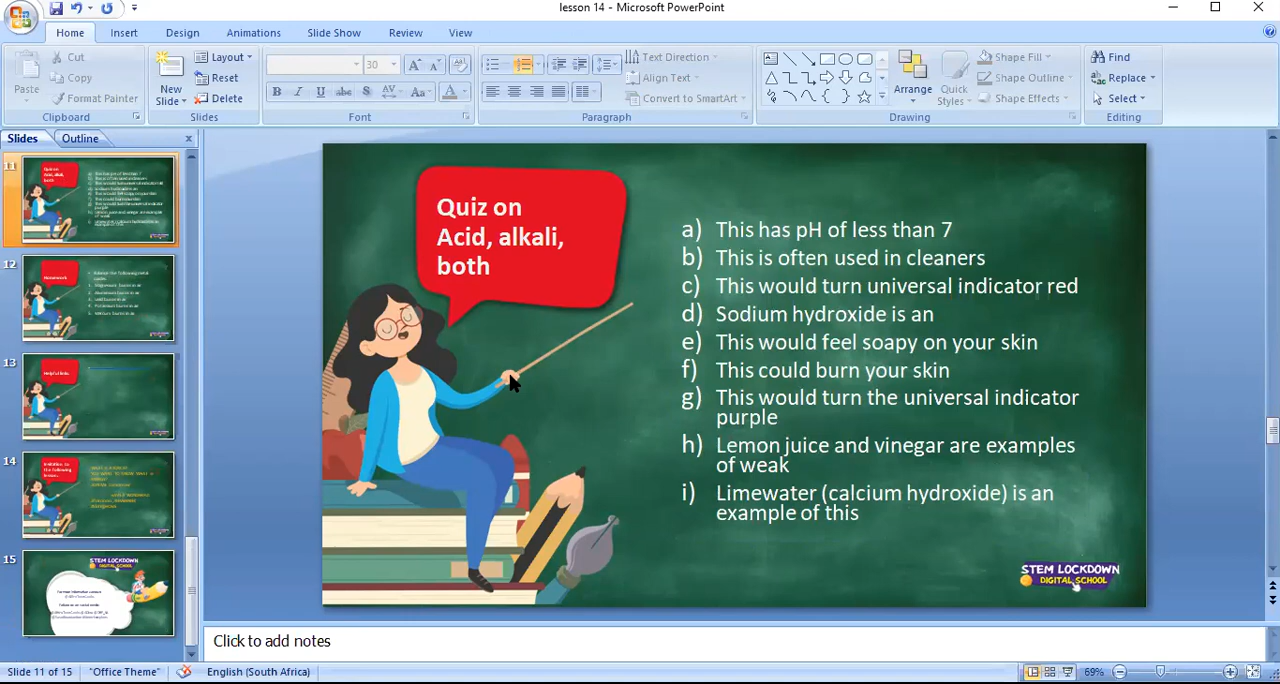 lesson 14 - Microsoft PowerPoint
Home Insert Design Animations Slide Show Review View
Paste
Cut
Copy
Format Painter
Clipboard
New Slide
Layout
Reset
Delete
Slides
30
Font
Text Direction
Align Text
Convert to SmartArt
Paragraph
Arrange
Quick Styles
Shape Fill
Shape Outline
Shape Effects
Drawing
Find
Replace
Select
Editing
Slides Outline
11
12
13
14
15
Quiz on
Acid, alkali,
both
a) This has pH of less than 7
b) This is often used in cleaners
c) This would turn universal indicator red
d) Sodium hydroxide is an
e) This would feel soapy on your skin
f) This could burn your skin
g) This would turn the universal indicator
purple
h) Lemon juice and vinegar are examples
of weak
i) Limewater (calcium hydroxide) is an
example of this
STEM LOCKDOWN
DIGITAL SCHOOL
Click to add notes
Slide 11 of 15 "Office Theme" English (South Africa) 69%